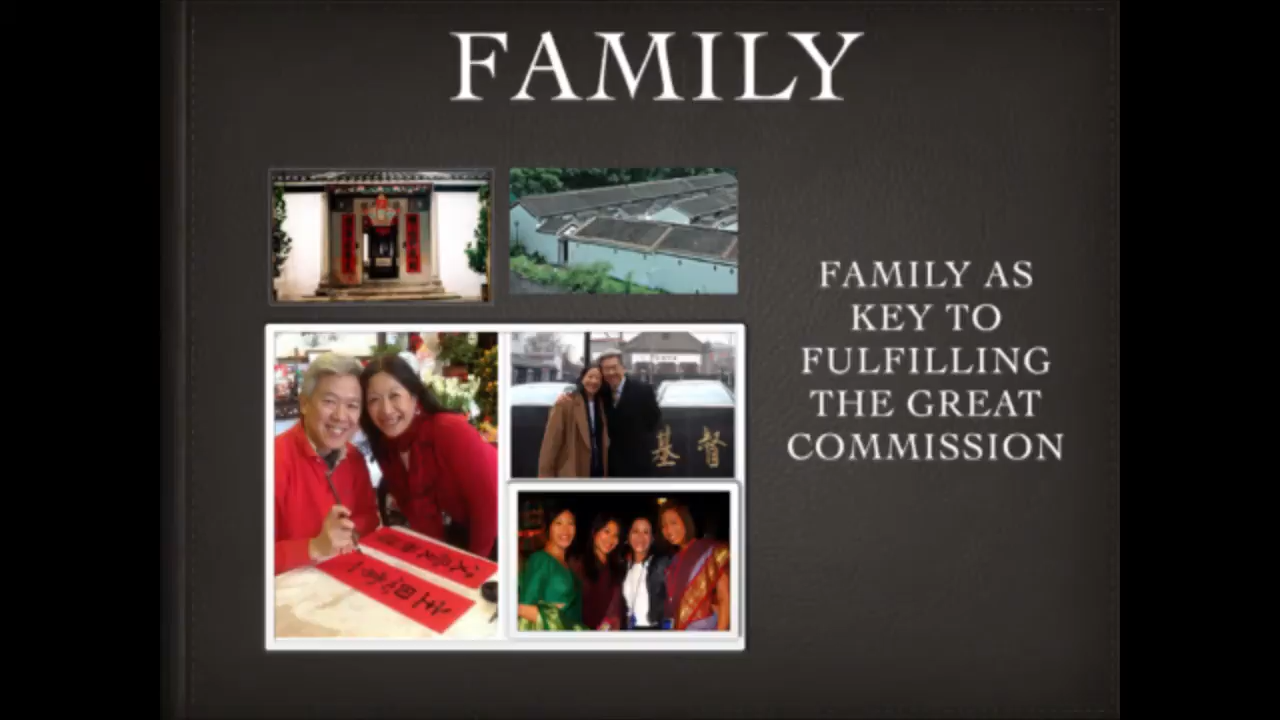 FAMILY
FAMILY AS
KEY TO
FULFILLING
THE GREAT
COMMISSION
基督